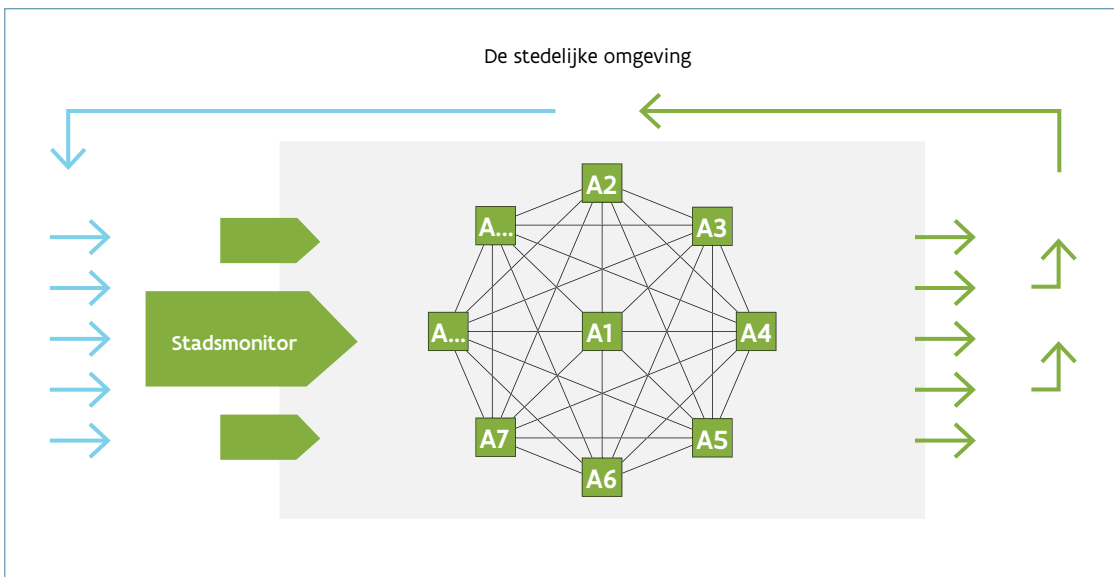 De stedelijke omgeving
A2
A...
A3
Stadsmonitor
A...
A1
A4
A7
A5
A6